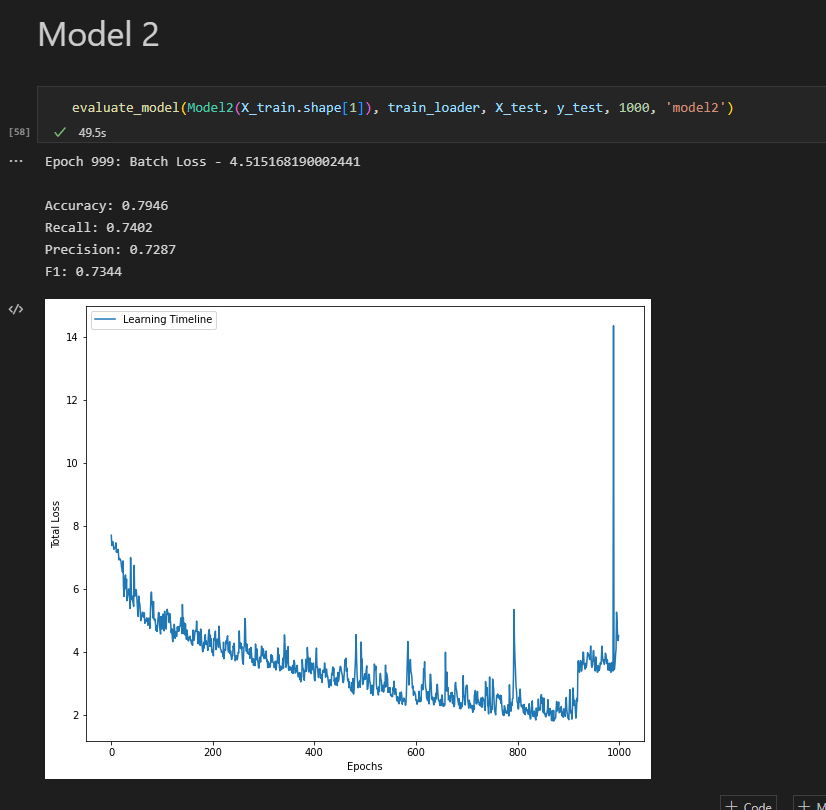 Model 2
evaluate_model(Model2(X_train.shape[1]), train_loader, X_test, y_test, 1000, 'model2')
[58]
49.5s
...
Epoch 999: Batch Loss - 4.515168190002441
Accuracy: 0.7946
Recall: 0.7402
Precision: 0.7287
F1: 0.7344
</>
Learning Timeline
14
12
10
8
6
4
2
Total Loss
0 200 400 600 800 1000
Epochs
+ Code + M